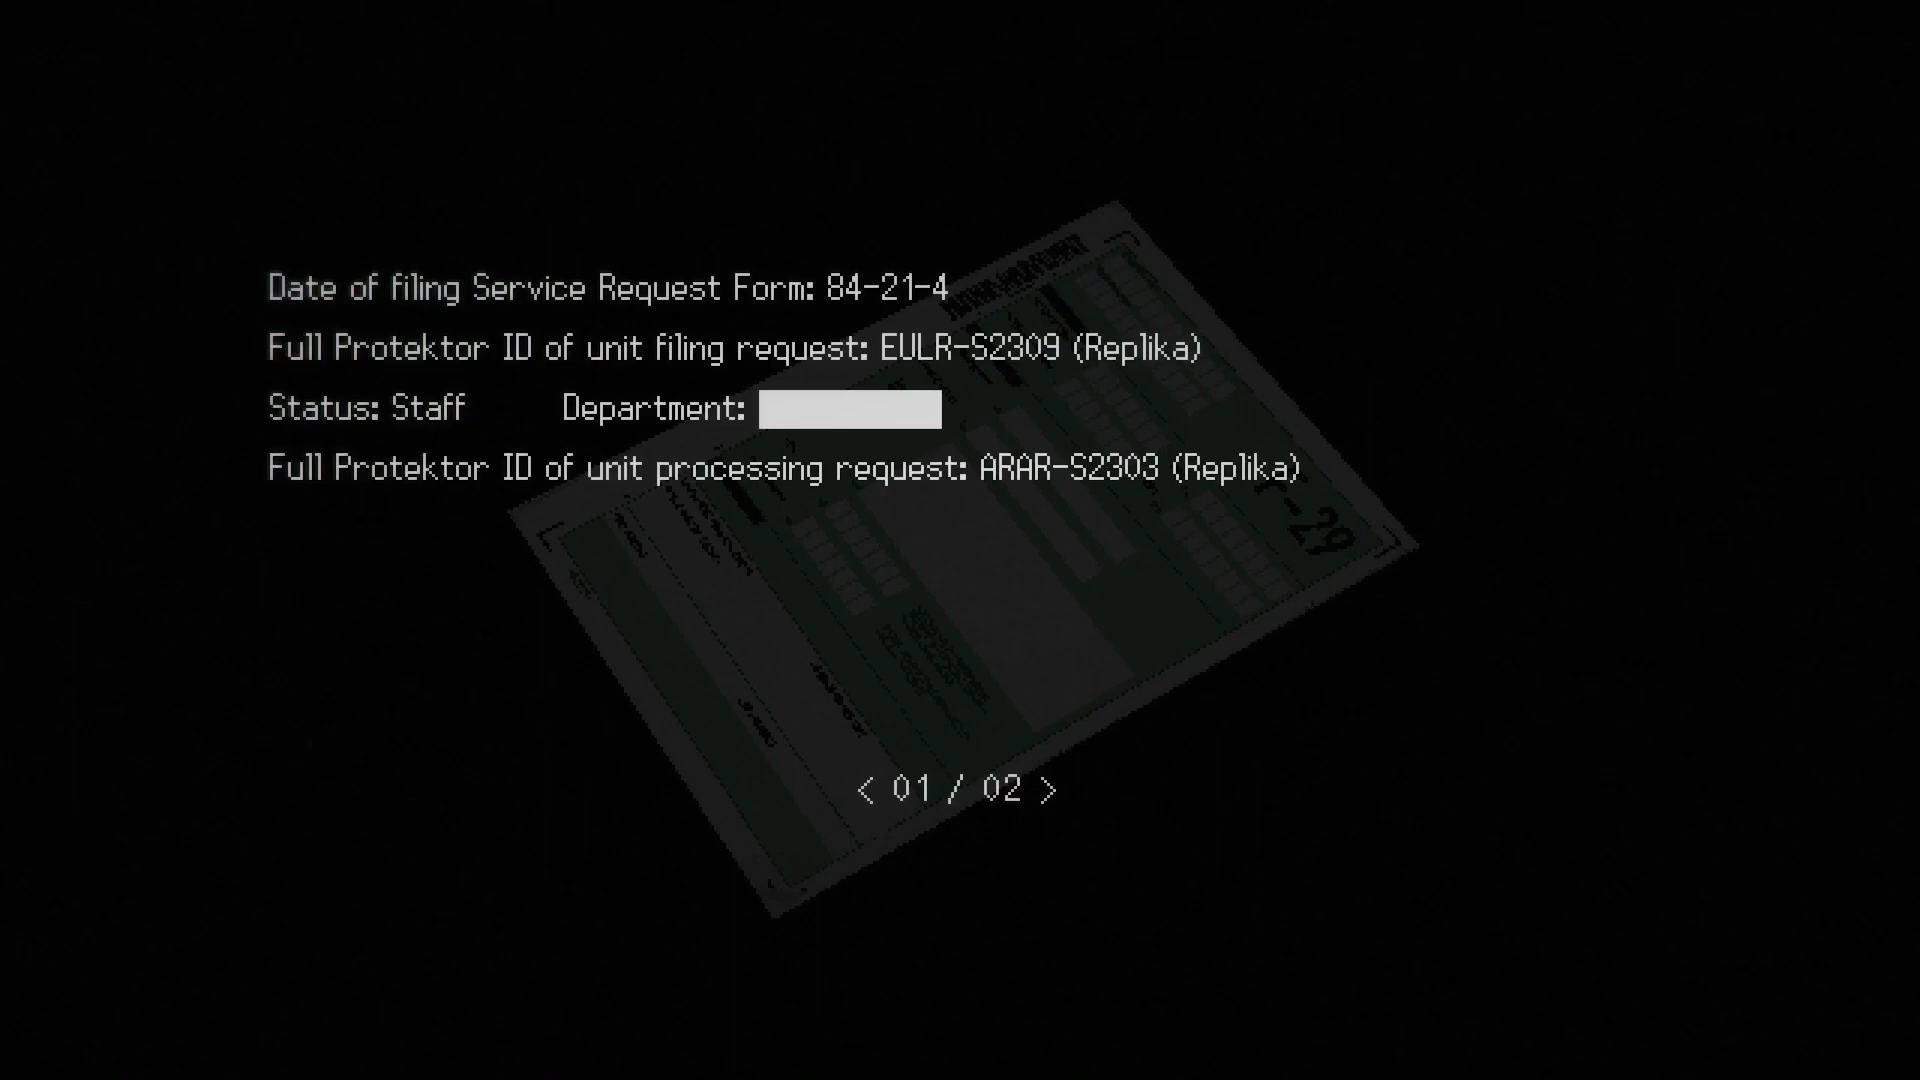 Date of filing Service Request Form: 84-21-4
Full Protektor ID of unit filing request: EULR-S2309 (Replika)
Status: Staff Department:
Full Protektor ID of unit processing request: ARAR-S2303 (Replika)
-29
< 01 / 02 >